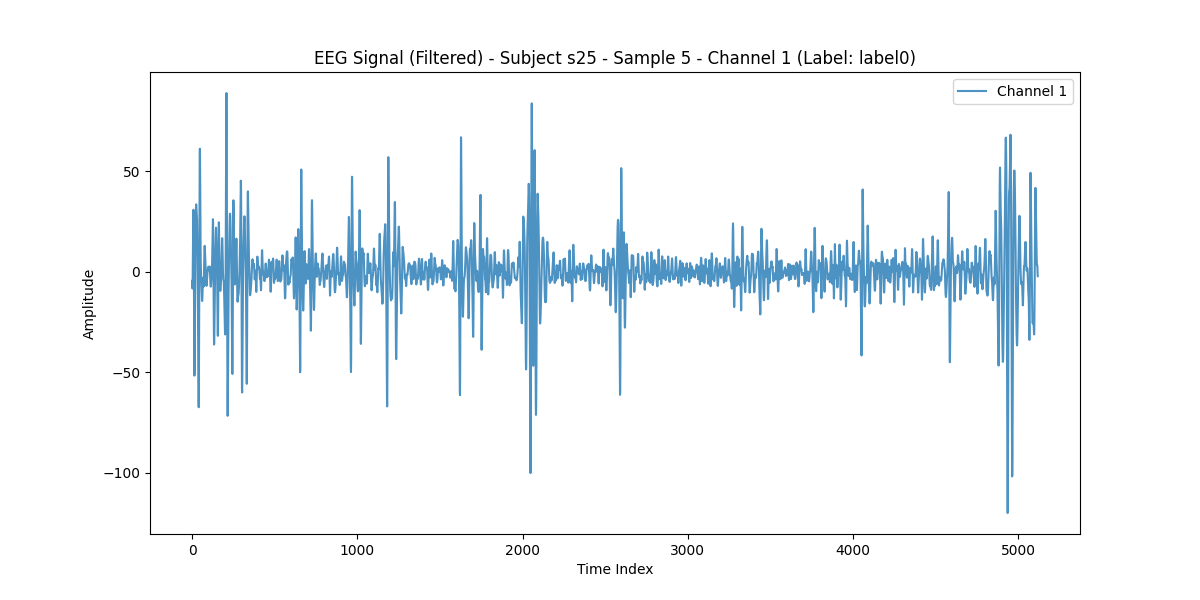 EEG Signal (Filtered) - Subject s25 - Sample 5 - Channel 1 (Label: label0)
Channel 1
50
0
−50
−100
Amplitude
0 1000 2000 3000 4000 5000
Time Index